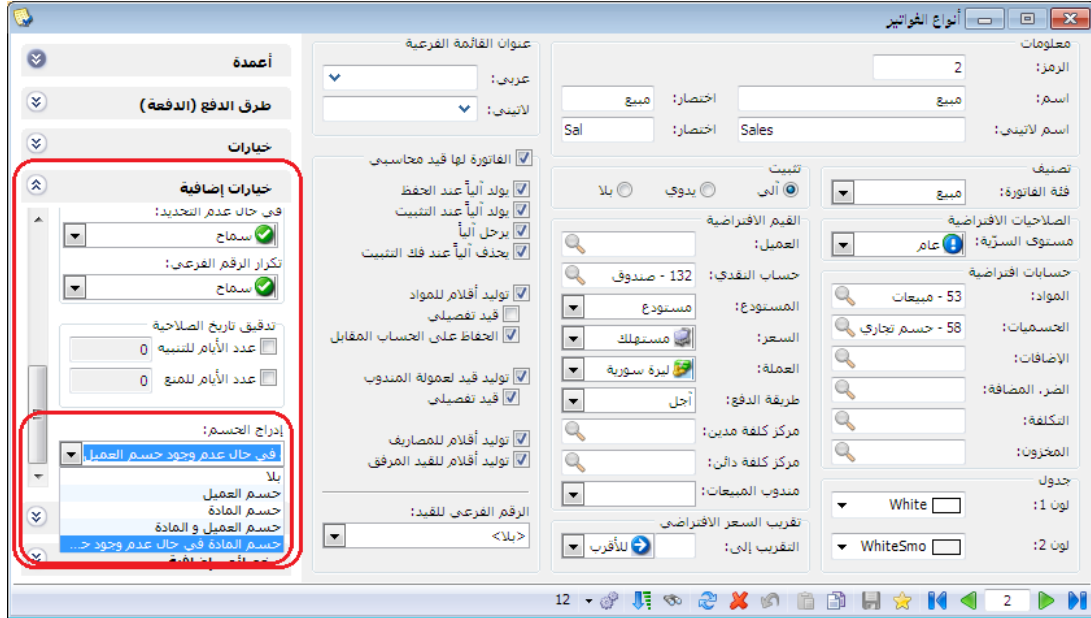 أنواع الفواتير
معلومات
الرمز: 2
اسم: مبيع اختصار: مبيع
اسم لاتيني: Sales اختصار: Sal
تصنيف
فئة الفاتورة: مبيع
الصلاحيات الافتراضية
مستوى السرّية: عام
حسابات افتراضية
المواد: 53 - مبيعات
الحسميات: 58 - حسم تجاري
الإضافات:
الضر. المضافة:
التكلفة:
المخزون:
جدول
لون 1: White
لون 2: WhiteSmo
تثبيت
آلي يدوي بلا
القيم الافتراضية
العميل:
حساب النقدي: 132 - صندوق
المستودع: مستودع
السعر: مستهلك
العملة: ليرة سورية
طريقة الدفع: آجل
مركز كلفة مدين:
مركز كلفة دائن:
مندوب المبيعات:
تقريب السعر الافتراضي
التقريب إلى: للأقرب
عنوان القائمة الفرعية
عربي:
لاتيني:
الفاتورة لها قيد محاسبي
يولد آلياً عند الحفظ
يولد آلياً عند التثبيت
يرحل آلياً
يحذف آلياً عند فك التثبيت
توليد أقلام للمواد
قيد تفصيلي
الحفاظ على الحساب المقابل
توليد قيد لعمولة المندوب
قيد تفصيلي
توليد أقلام للمصاريف
توليد أقلام للقيد المرفق
الرقم الفرعي للقيد:
<بلا>
أعمدة
طرق الدفع (الدفعة)
خيارات
خيارات إضافية
في حال عدم التحديد:
سماح
تكرار الرقم الفرعي:
سماح
تدقيق تاريخ الصلاحية
عدد الأيام للتنبيه 0
عدد الأيام للمنع 0
إدراج الحسم:
في حال عدم وجود حسم العميل
بلا
حسم العميل
حسم المادة
حسم العميل و المادة
حسم المادة في حال عدم وجود حـ...
2
12